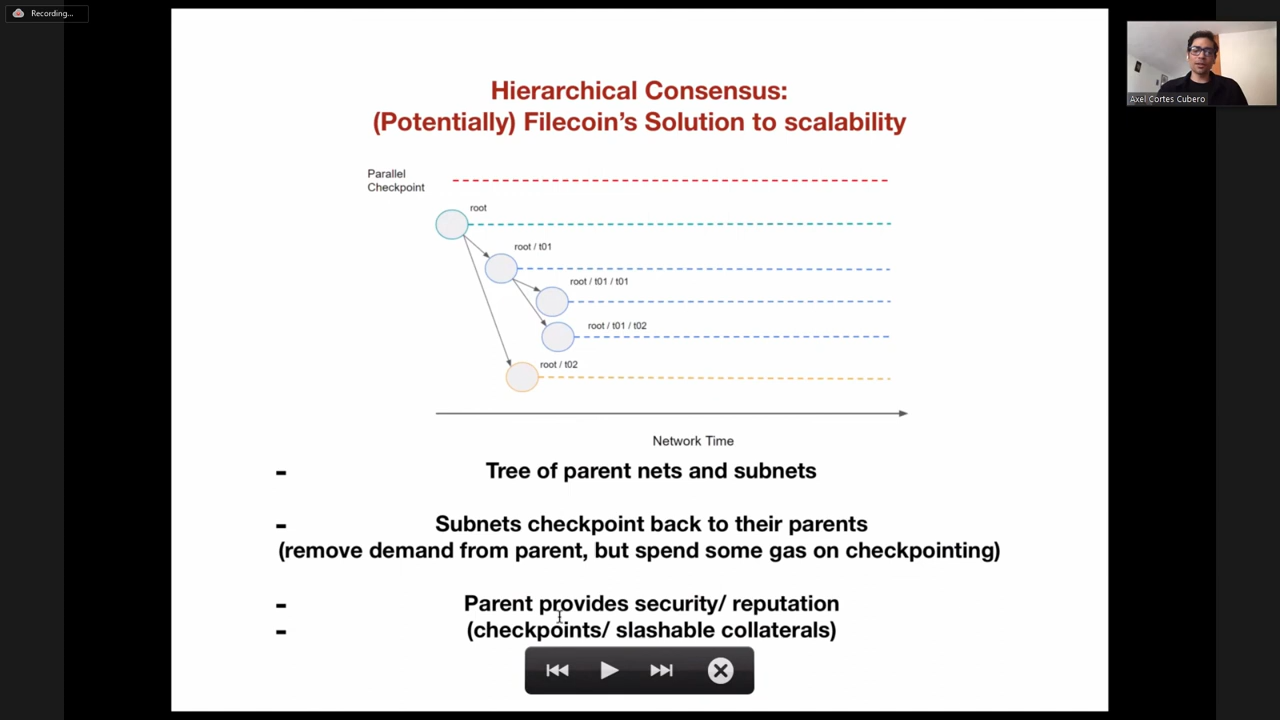 Recording...
Axel Cortes Cubero
Hierarchical Consensus:
(Potentially) Filecoin's Solution to scalability
Parallel
Checkpoint
root
root / t01
root / t01 / t01
root / t01 / t02
root / t02
Network Time
- Tree of parent nets and subnets
- Subnets checkpoint back to their parents
(remove demand from parent, but spend some gas on checkpointing)
- Parent provides security/ reputation
- (checkpoints/ slashable collaterals)